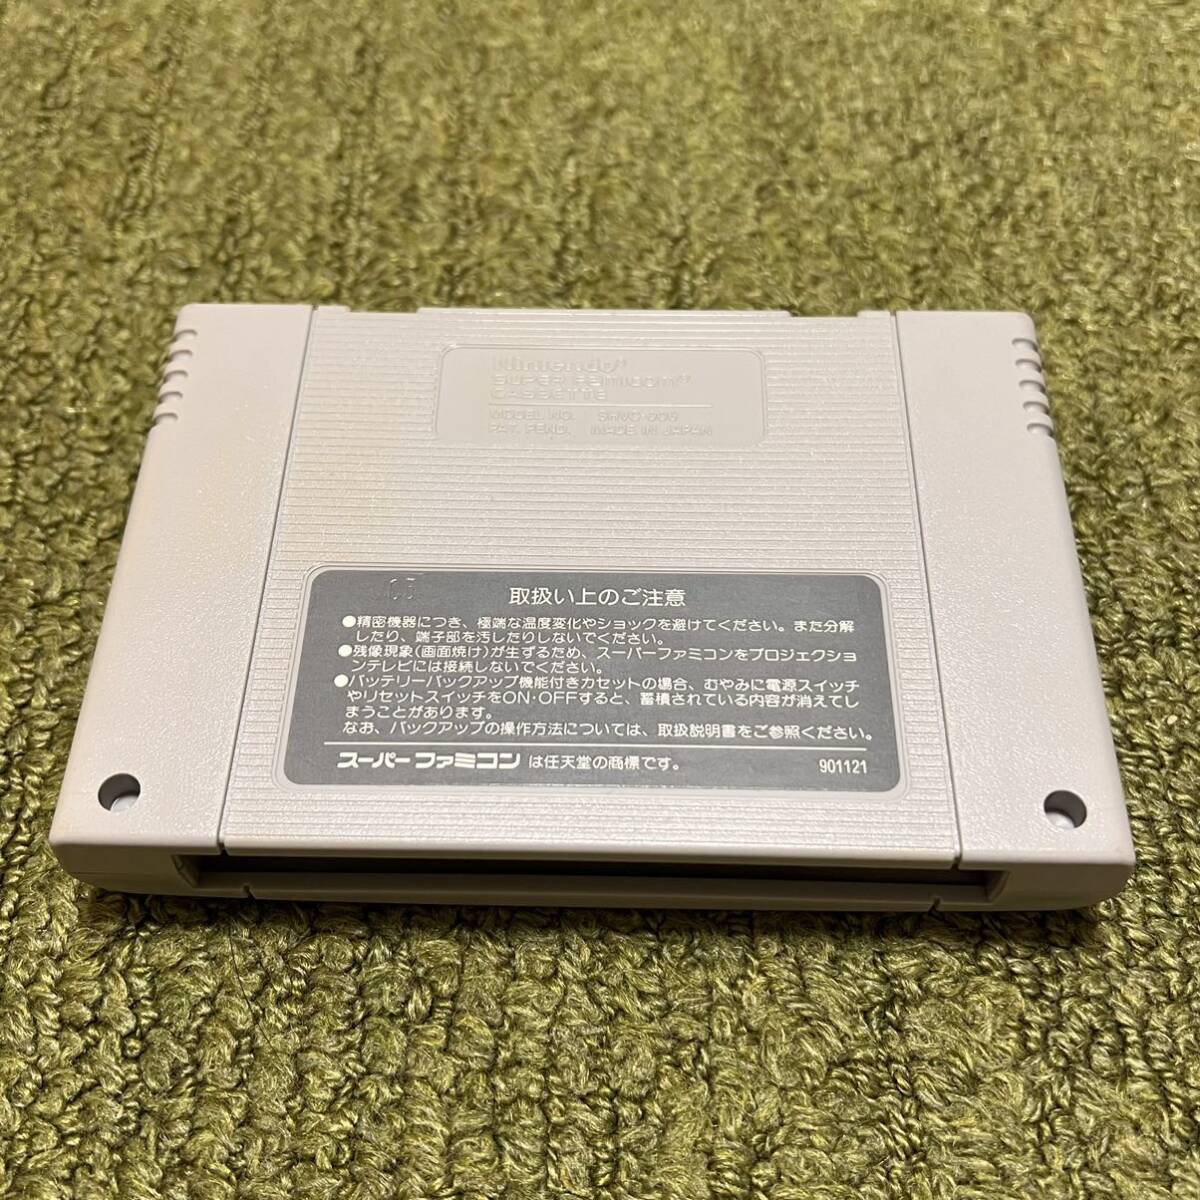 Nintendo®
SUPER FAMICOM®
CASSETTE
MODEL NO. SHVC-009
PAT. PEND. MADE IN JAPAN
取扱い上のご注意
●精密機器につき、極端な温度変化やショックを避けてください。また分解
したり、端子部を汚したりしないでください。
●残像現象(画面焼け)が生ずるため、スーパーファミコンをプロジェクショ
ンテレビには接続しないでください。
●バッテリーバックアップ機能付きカセットの場合、むやみに電源スイッチ
やリセットスイッチをON・OFFすると、蓄積されている内容が消えてし
まうことがあります。
なお、バックアップの操作方法については、取扱説明書をご参照ください。
スーパーファミコン は任天堂の商標です。 901121